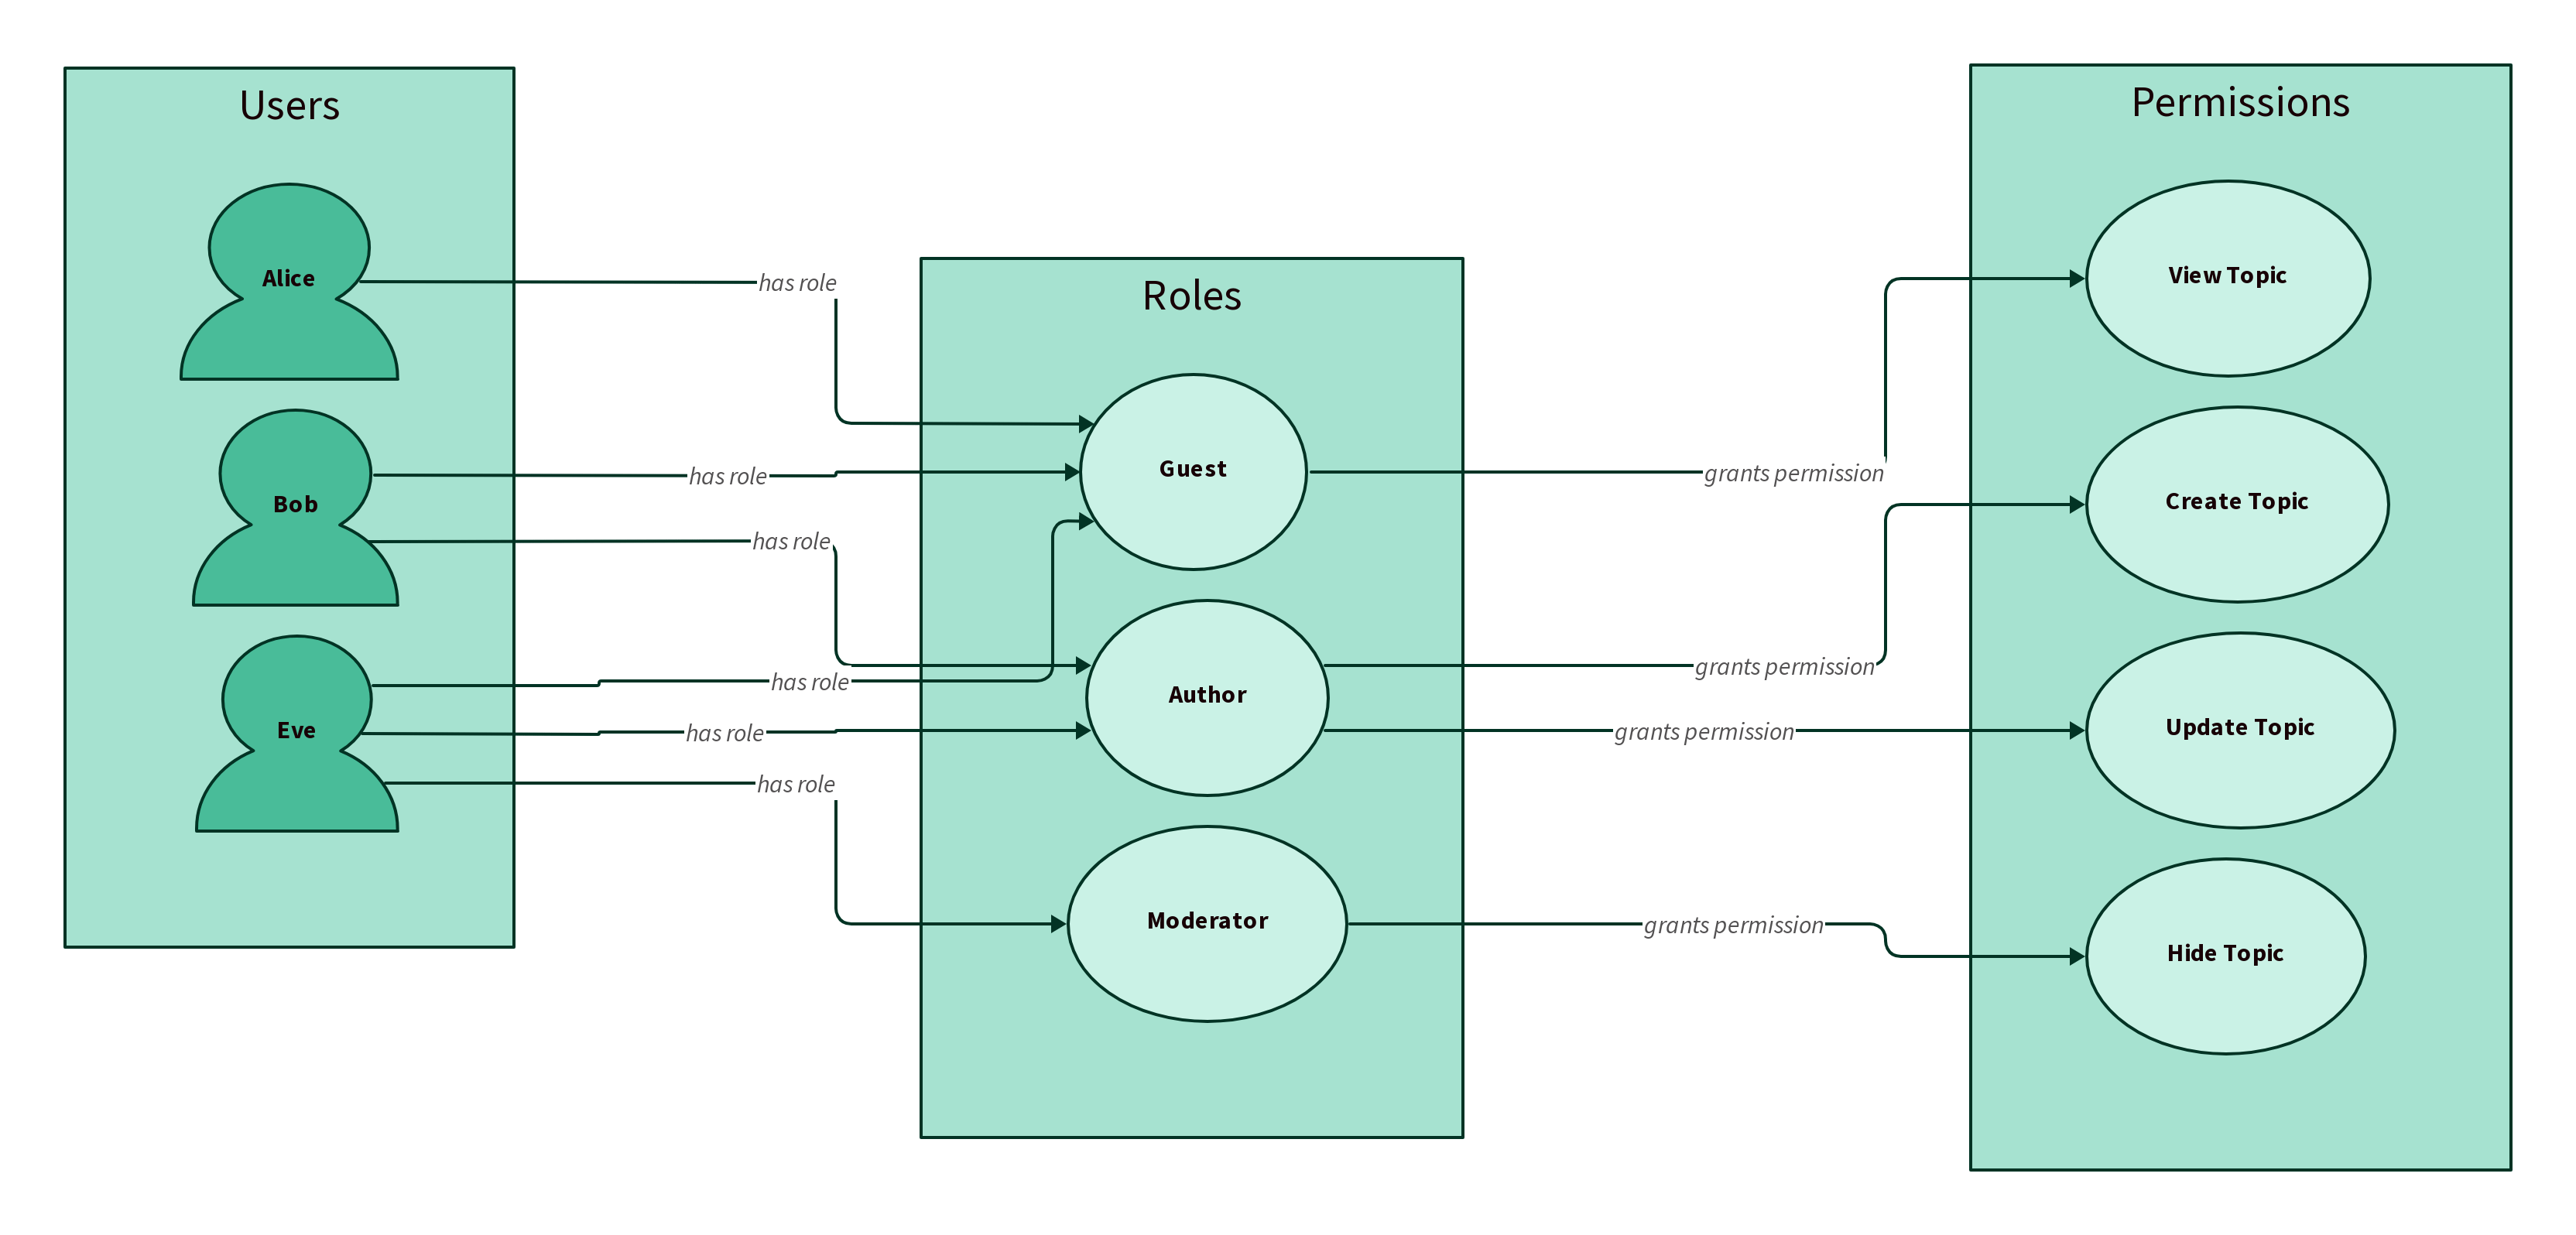 Users
Alice
Bob
Eve
has role
has role
has role
has role
has role
has role
Roles
Guest
Author
Moderator
grants permission
grants permission
grants permission
grants permission
Permissions
View Topic
Create Topic
Update Topic
Hide Topic